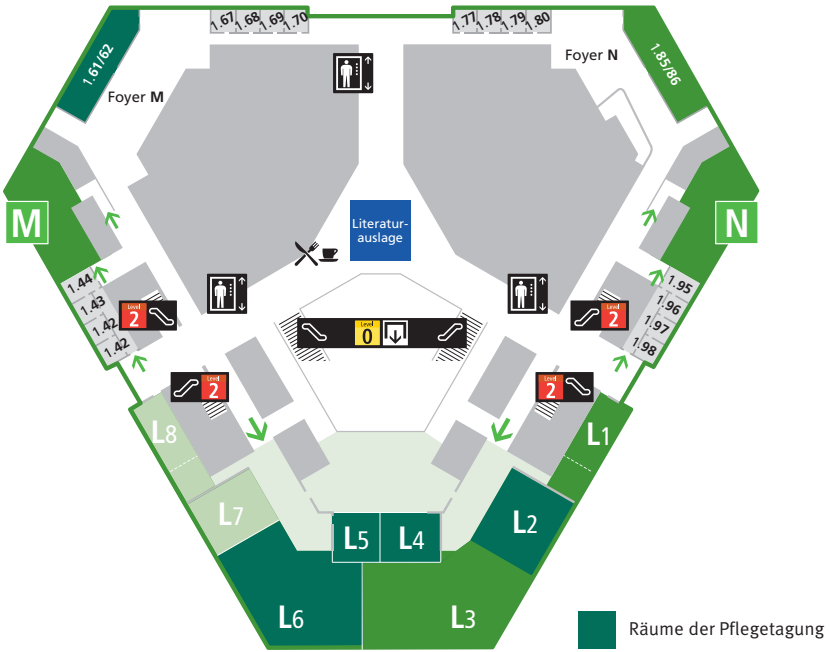 1.67 1.68 1.69 1.70
1.77 1.78 1.79 1.80
1.61/62
Foyer M
Foyer N
1.85/86
M
N
Literatur-
auslage
1.44
1.43
1.42
1.42
Level
2
Level
0
Level
2
1.95
1.96
1.97
1.98
Level
2
Level
2
L8
L1
L7
L2
L5
L4
L6
L3
Räume der Pflegetagung